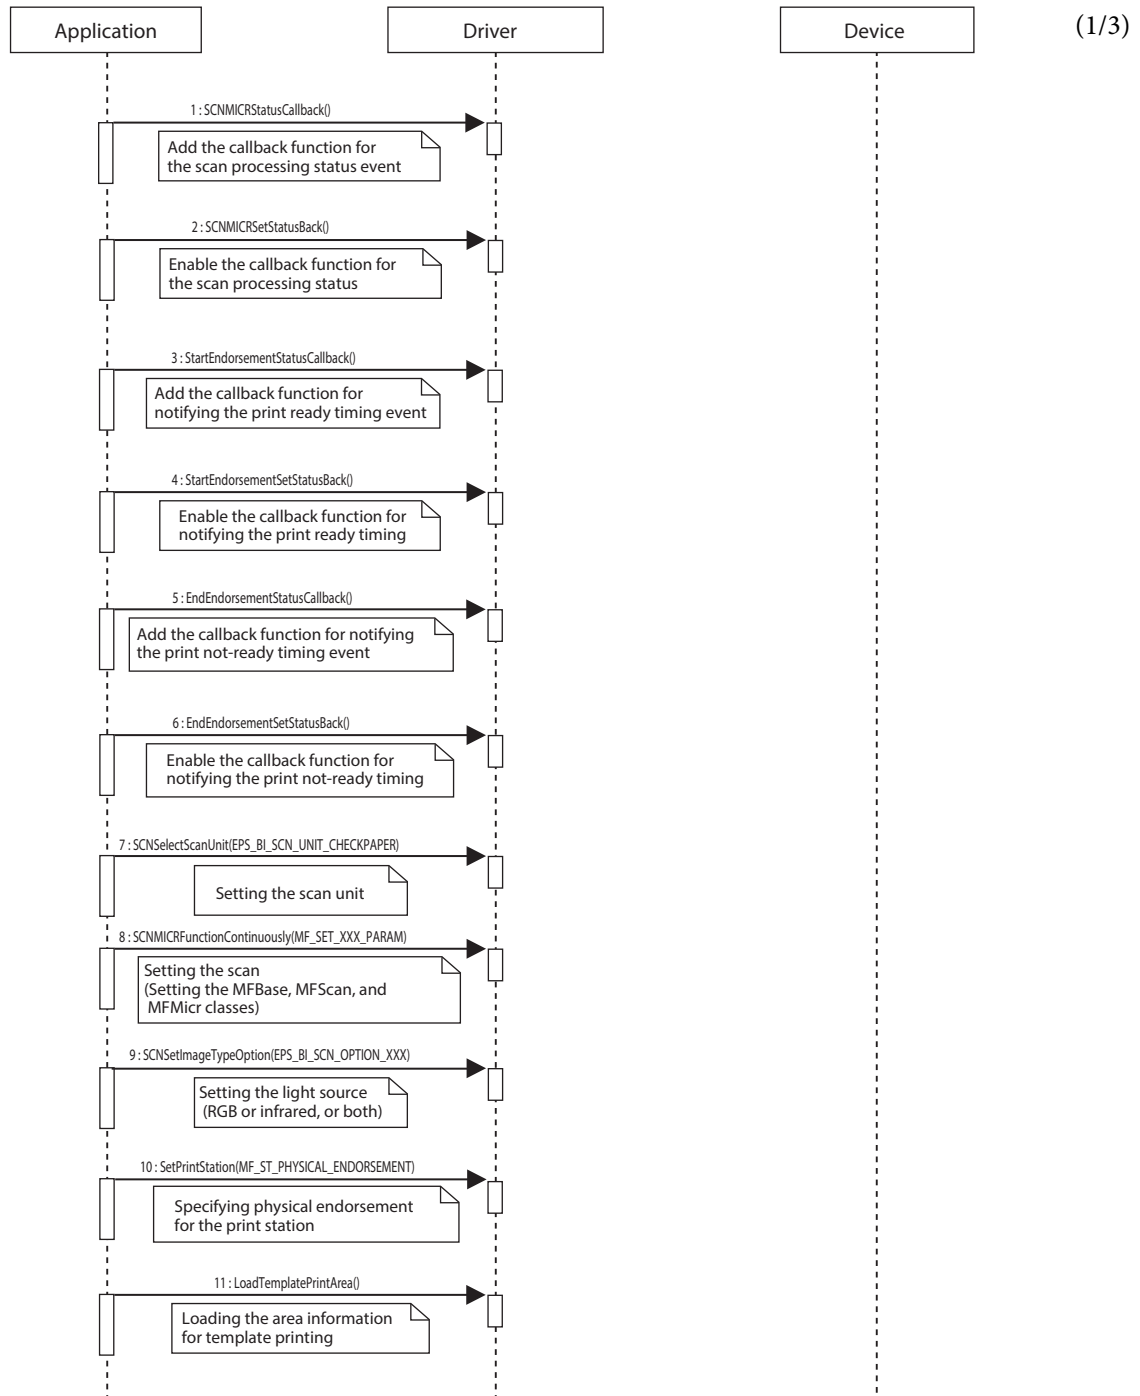 Application
Driver
Device
(1/3)
1 : SCNMICRStatusCallback()
Add the callback function for
the scan processing status event
2 : SCNMICRSetStatusBack()
Enable the callback function for
the scan processing status
3 : StartEndorsementStatusCallback()
Add the callback function for
notifying the print ready timing event
4 : StartEndorsementSetStatusBack()
Enable the callback function for
notifying the print ready timing
5 : EndEndorsementStatusCallback()
Add the callback function for notifying
the print not-ready timing event
6 : EndEndorsementSetStatusBack()
Enable the callback function for
notifying the print not-ready timing
7 : SCNSelectScanUnit(EPS_BI_SCN_UNIT_CHECKPAPER)
Setting the scan unit
8 : SCNMICRFunctionContinuously(MF_SET_XXX_PARAM)
Setting the scan
(Setting the MFBase, MFScan, and
MFMicr classes)
9 : SCNSetImageTypeOption(EPS_BI_SCN_OPTION_XXX)
Setting the light source
(RGB or infrared, or both)
10 : SetPrintStation(MF_ST_PHYSICAL_ENDORSEMENT)
Specifying physical endorsement
for the print station
11 : LoadTemplatePrintArea()
Loading the area information
for template printing